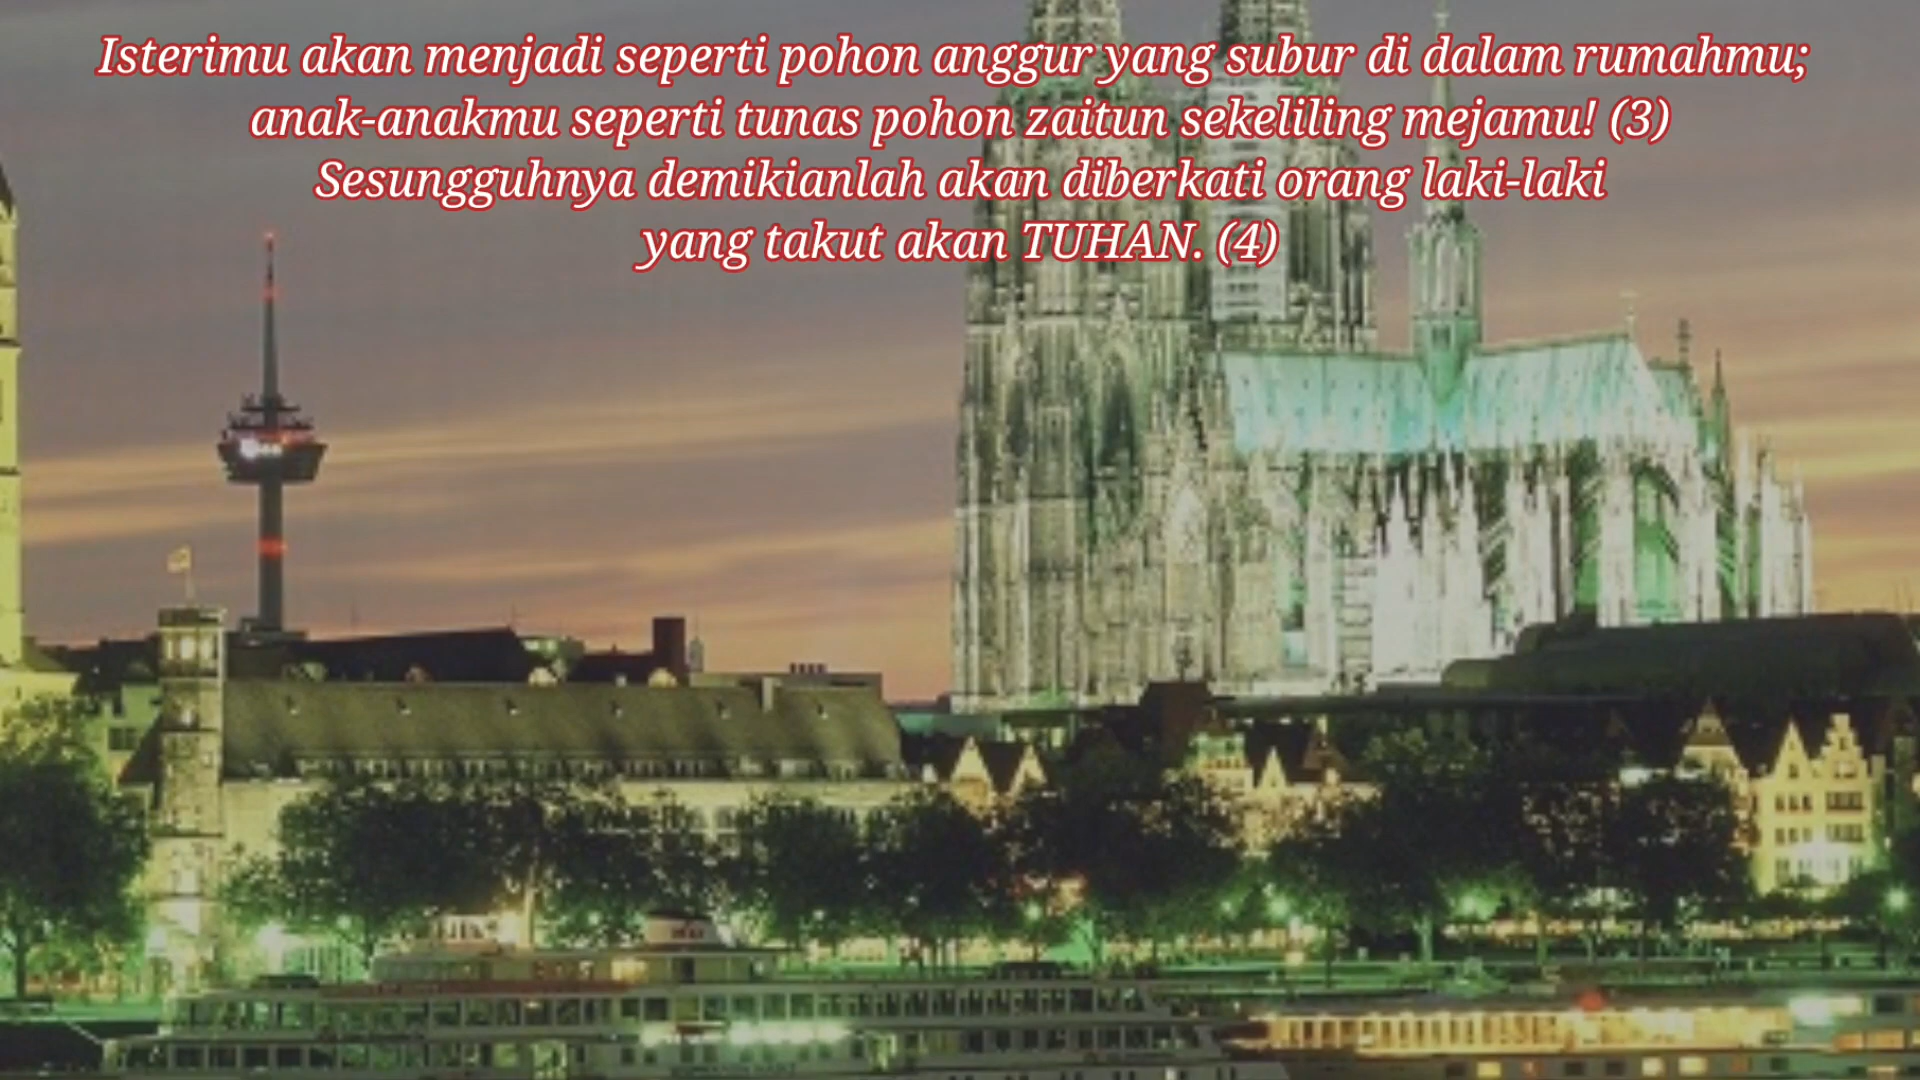 Isterimu akan menjadi seperti pohon anggur yang subur di dalam rumahmu;
anak-anakmu seperti tunas pohon zaitun sekeliling mejamu! (3)
Sesungguhnya demikianlah akan diberkati orang laki-laki
yang takut akan TUHAN. (4)